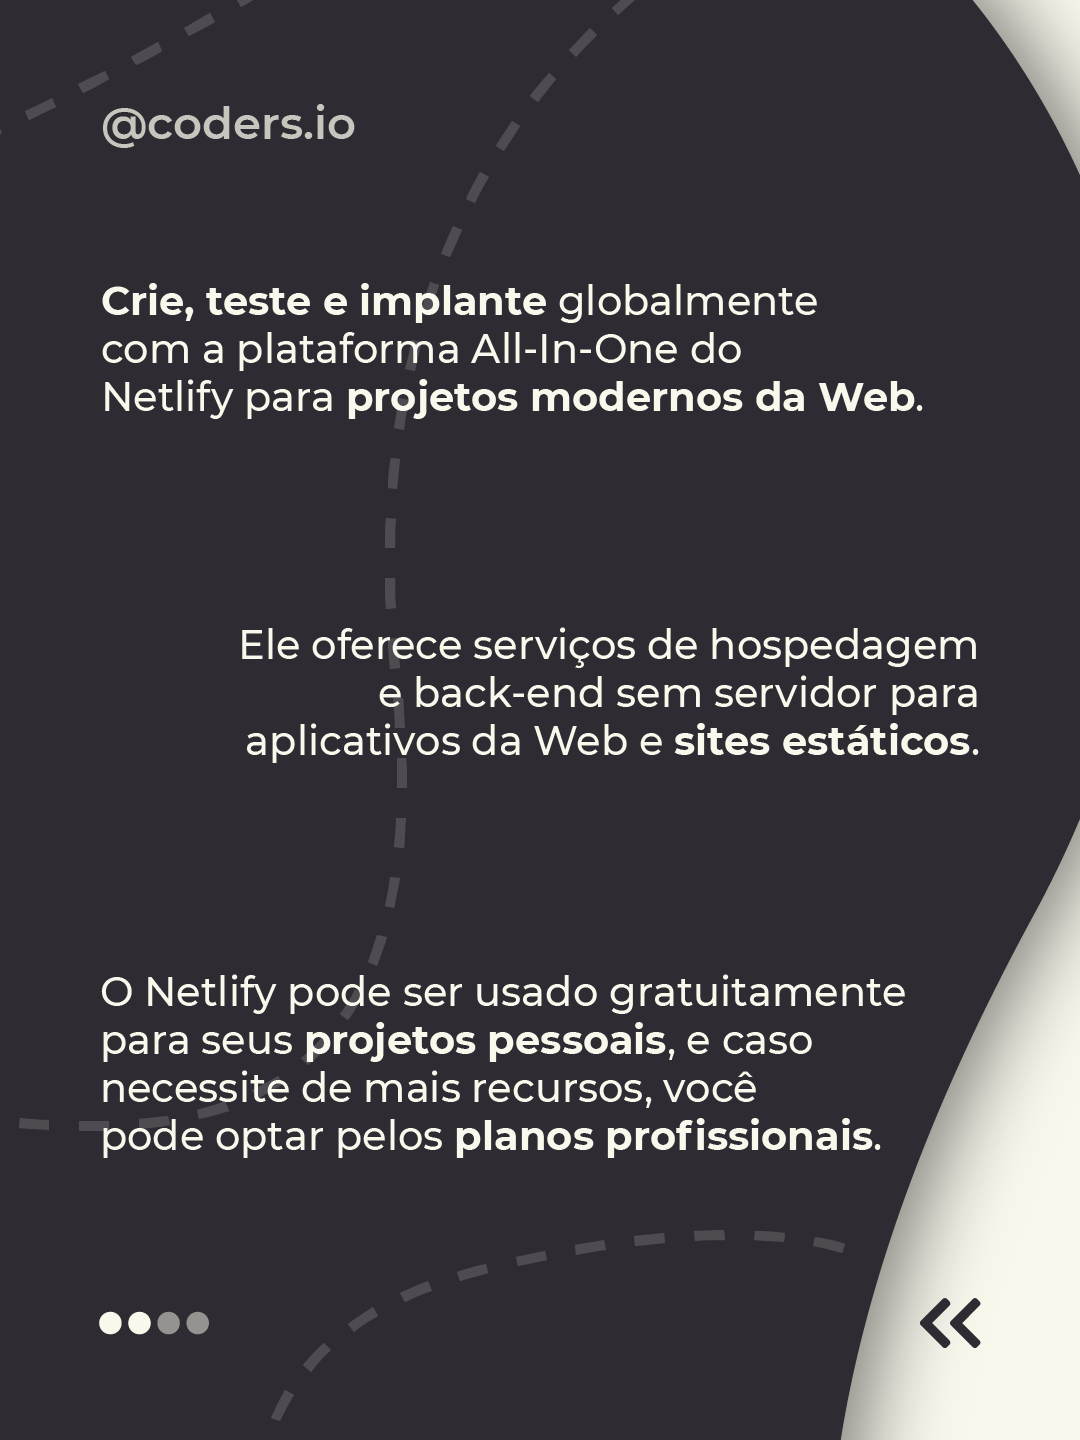 @coders.io
Crie, teste e implante globalmente
com a plataforma All-In-One do
Netlify para projetos modernos da Web.
Ele oferece serviços de hospedagem
e back-end sem servidor para
aplicativos da Web e sites estáticos.
O Netlify pode ser usado gratuitamente
para seus projetos pessoais, e caso
necessite de mais recursos, você
pode optar pelos planos profissionais.